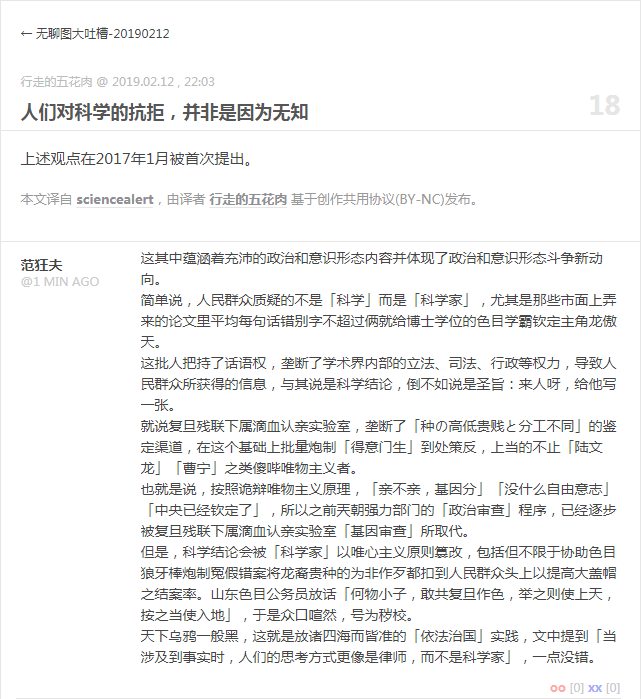 ← 无聊图大吐槽-20190212
行走的五花肉 @ 2019.02.12 , 22:03
人们对科学的抗拒，并非是因为无知
18
上述观点在2017年1月被首次提出。
本文译自 sciencealert，由译者 行走的五花肉 基于创作共用协议(BY-NC)发布。
范狂夫
@1 MIN AGO
这其中蕴涵着充沛的政治和意识形态内容并体现了政治和意识形态斗争新动
向。
简单说，人民群众质疑的不是「科学」而是「科学家」，尤其是那些市面上弄
来的论文里平均每句话错别字不超过俩就给博士学位的色目学霸钦定主角龙傲
天。
这批人把持了话语权，垄断了学术界内部的立法、司法、行政等权力，导致人
民群众所获得的信息，与其说是科学结论，倒不如说是圣旨：来人呀，给他写
一张。
就说复旦残联下属滴血认亲实验室，垄断了「种の高低贵贱と分工不同」的鉴
定渠道，在这个基础上批量炮制「得意门生」到处策反，上当的不止「陆文
龙」「曹宁」之类傻哔唯物主义者。
也就是说，按照诡辩唯物主义原理，「亲不亲，基因分」「没什么自由意志」
「中央已经钦定了」，所以之前天朝强力部门的「政治审查」程序，已经逐步
被复旦残联下属滴血认亲实验室「基因审查」所取代。
但是，科学结论会被「科学家」以唯心主义原则篡改，包括但不限于协助色目
狼牙棒炮制冤假错案将龙裔贵种的为非作歹都扣到人民群众头上以提高大盖帽
之结案率。山东色目公务员放话「何物小子，敢共复旦作色，举之则使上天，
按之当使入地」，于是众口喧然，号为秽校。
天下乌鸦一般黑，这就是放诸四海而皆准的「依法治国」实践，文中提到「当
涉及到事实时，人们的思考方式更像是律师，而不是科学家」，一点没错。
oo [0] xx [0]